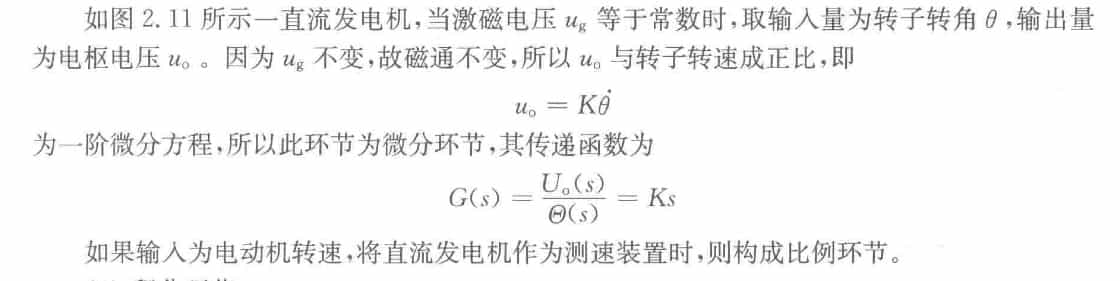 如图 2.11 所示一直流发电机,当激磁电压 u_g 等于常数时,取输入量为转子转角 θ,输出量
为电枢电压 u_o。因为 u_g 不变,故磁通不变,所以 u_o 与转子转速成正比,即
u_o = Kθ̇
为一阶微分方程,所以此环节为微分环节,其传递函数为
G(s) = U_o(s)/Θ(s) = Ks
如果输入为电动机转速,将直流发电机作为测速装置时,则构成比例环节。